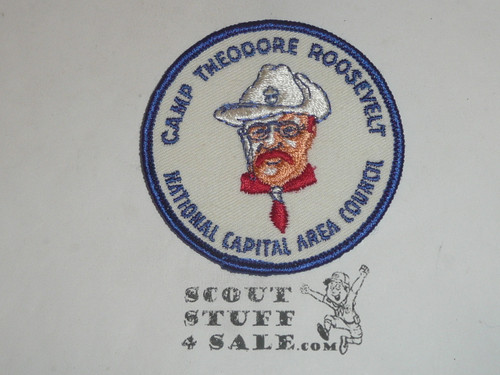 CAMP THEODORE ROOSEVELT
NATIONAL CAPITAL AREA COUNCIL
SCOUT
STUFF
4 SALE.COM